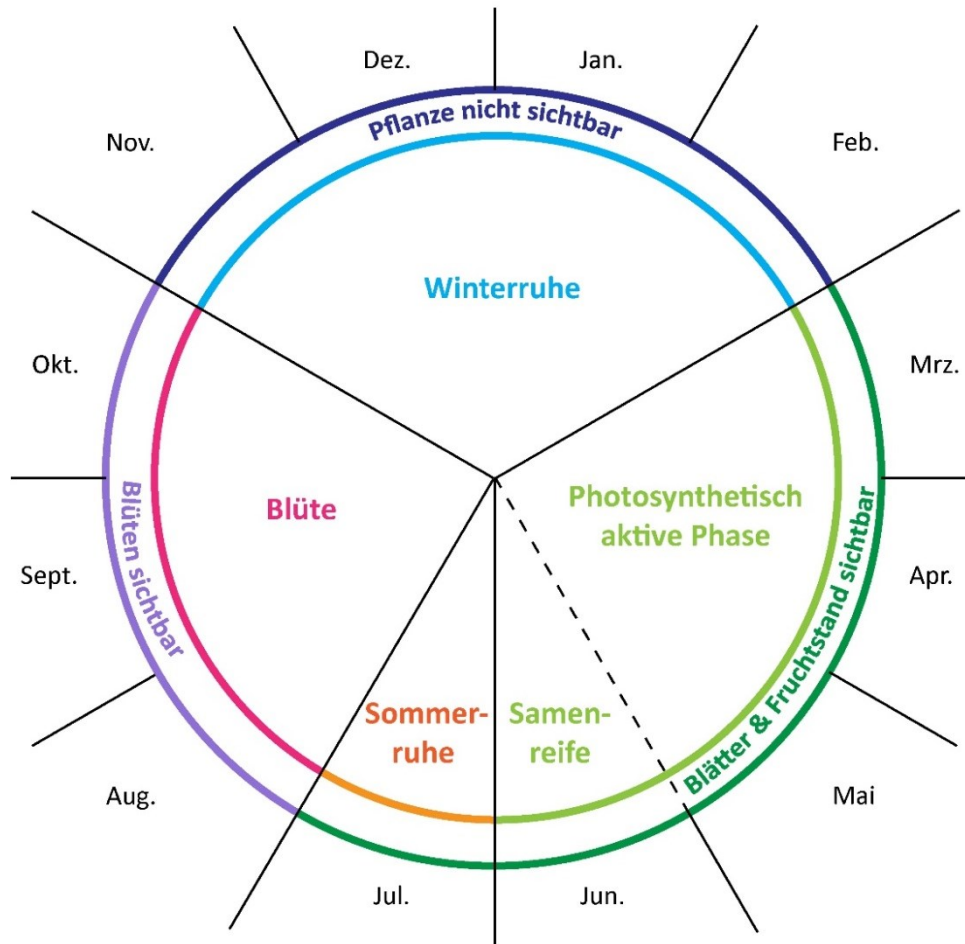 Dez.
Jan.
Pflanze nicht sichtbar
Nov.
Feb.
Winterruhe
Okt.
Mrz.
Blüte
Photosynthetisch
aktive Phase
Blüten sichtbar
Sept.
Apr.
Blätter & Fruchtstand sichtbar
Sommer-
ruhe
Samen-
reife
Aug.
Mai
Jul.
Jun.